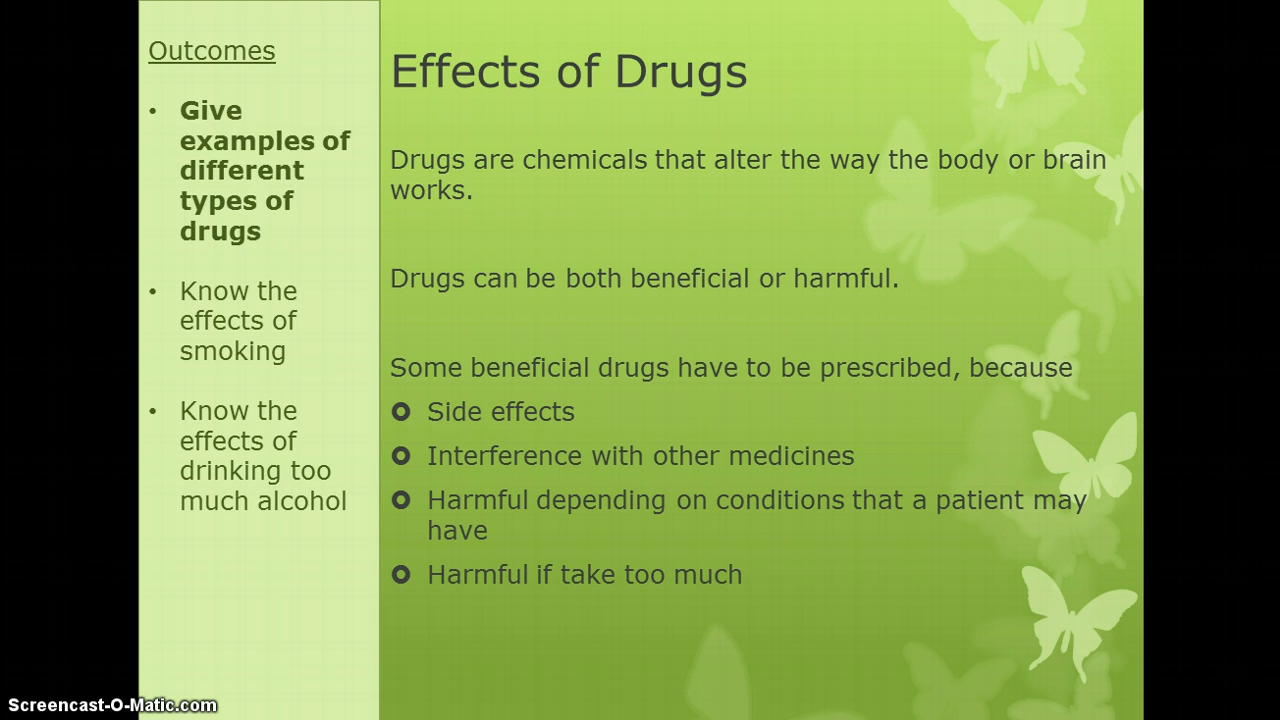 Outcomes
• Give
examples of
different
types of
drugs
• Know the
effects of
smoking
• Know the
effects of
drinking too
much alcohol
Effects of Drugs
Drugs are chemicals that alter the way the body or brain
works.
Drugs can be both beneficial or harmful.
Some beneficial drugs have to be prescribed, because
Side effects
Interference with other medicines
Harmful depending on conditions that a patient may
have
Harmful if take too much
Screencast-O-Matic.com